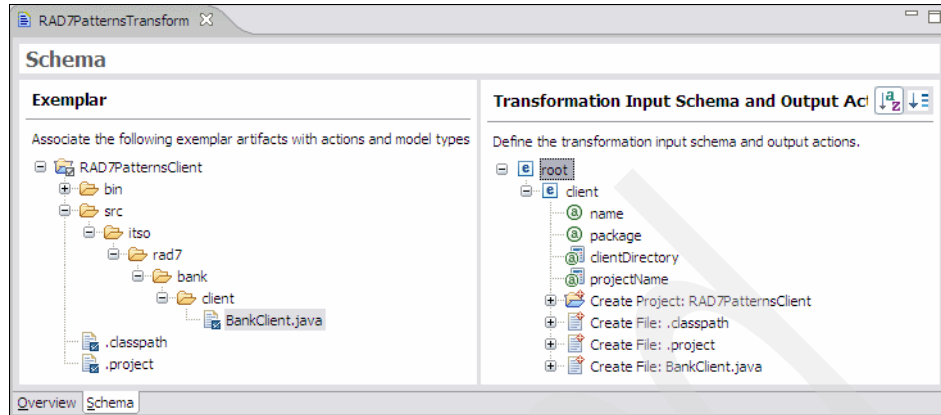 RAD7PatternsTransform
Schema
Exemplar
Associate the following exemplar artifacts with actions and model types
RAD7PatternsClient
bin
src
itso
rad7
bank
client
BankClient.java
.classpath
.project
Transformation Input Schema and Output Act
Define the transformation input schema and output actions.
root
client
name
package
clientDirectory
projectName
Create Project: RAD7PatternsClient
Create File: .classpath
Create File: .project
Create File: BankClient.java
Overview Schema